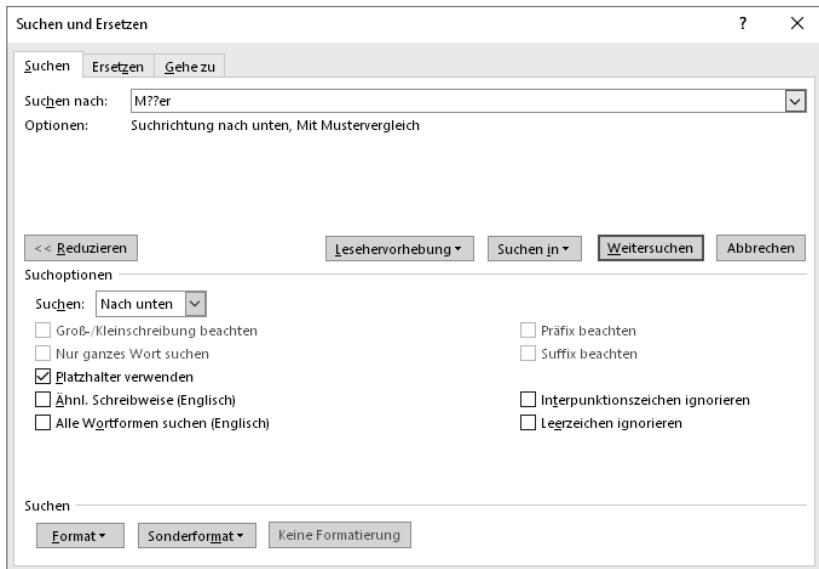 Suchen und Ersetzen ? ✕
Suchen Ersetzen Gehe zu
Suchen nach: M??er
Optionen: Suchrichtung nach unten, Mit Mustervergleich
<< Reduzieren Lesehervorhebung Suchen in Weitersuchen Abbrechen
Suchoptionen
Suchen: Nach unten
Groß-/Kleinschreibung beachten Präfix beachten
Nur ganzes Wort suchen Suffix beachten
Platzhalter verwenden
Ähnl. Schreibweise (Englisch) Interpunktionszeichen ignorieren
Alle Wortformen suchen (Englisch) Leerzeichen ignorieren
Suchen
Format Sonderformat Keine Formatierung